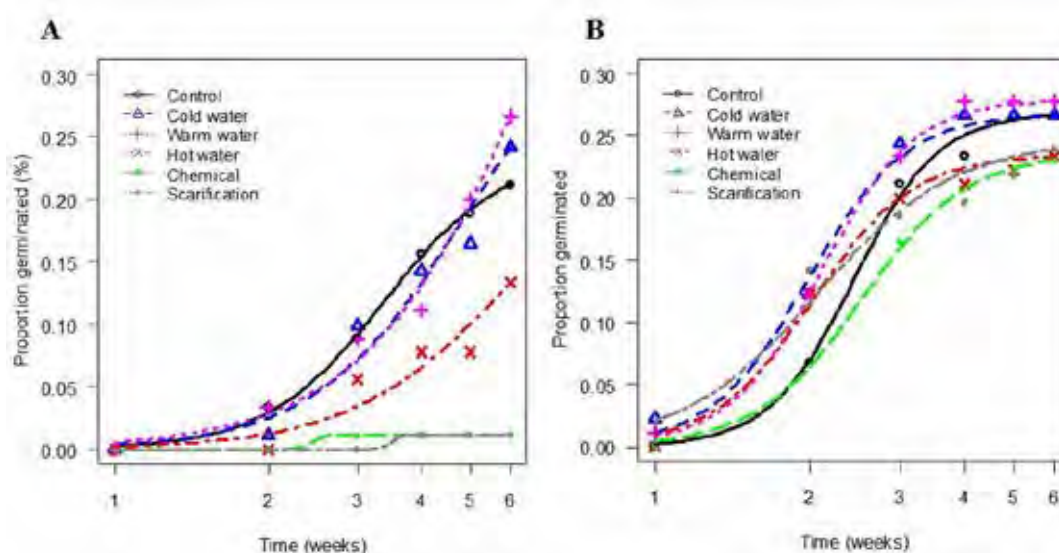 A
Proportion germinated (%)
0.30
0.25
0.20
0.15
0.10
0.05
0.00
Control
Cold water
Warm water
Hot water
Chemical
Scarification
1 2 3 4 5 6
Time (weeks)
B
Proportion germinated
0.30
0.25
0.20
0.15
0.10
0.05
0.00
Control
Cold water
Warm water
Hot water
Chemical
Scarification
1 2 3 4 5 6
Time (weeks)